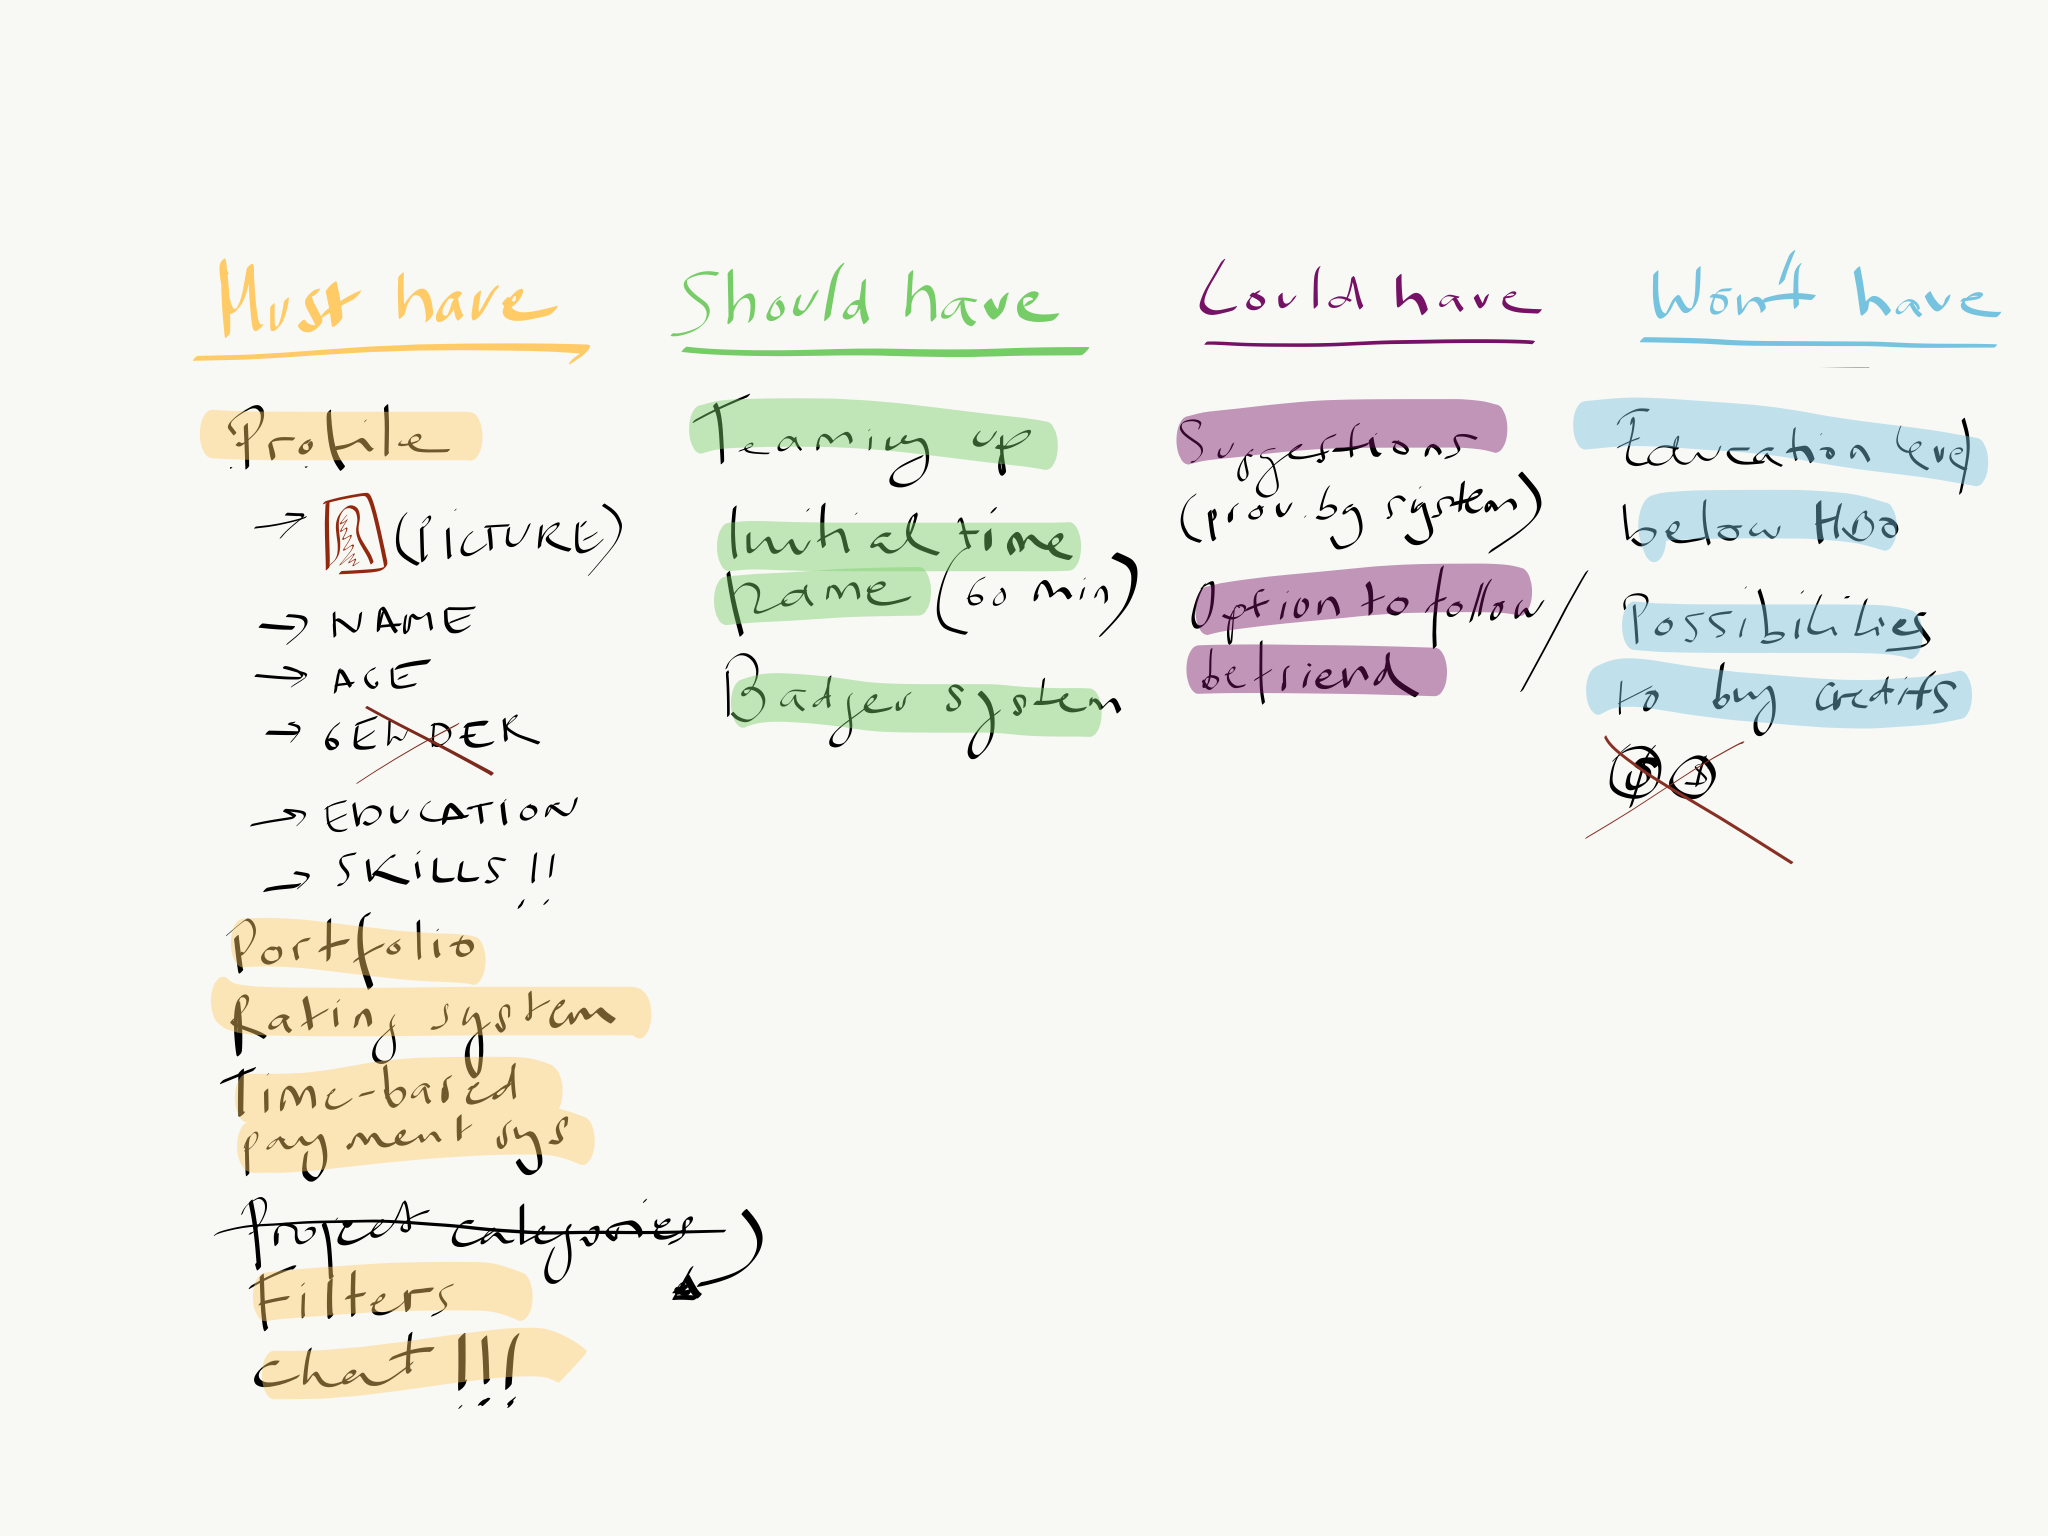 Must have
Profile
→ (PICTURE)
→ NAME
→ AGE
→ GENDER
→ EDUCATION
→ SKILLS !!
Portfolio
Rating system
Time-based
payment sys
Project categories
Filters
chat !!!
Should have
Teaming up
Initial time
frame (60 min)
Badges system
Could have
Suggestions
(prov. by system)
Option to follow /
befriend
Won't have
Education level
below HBO
Possibilities
to buy credits
$ $